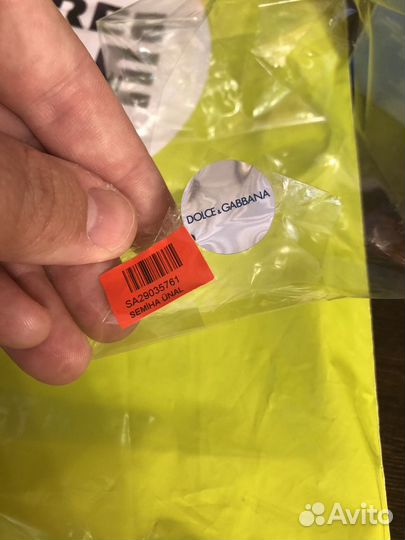 DOLCE & GABBANA
SA29035761
SEMIHA UNAL
Avito